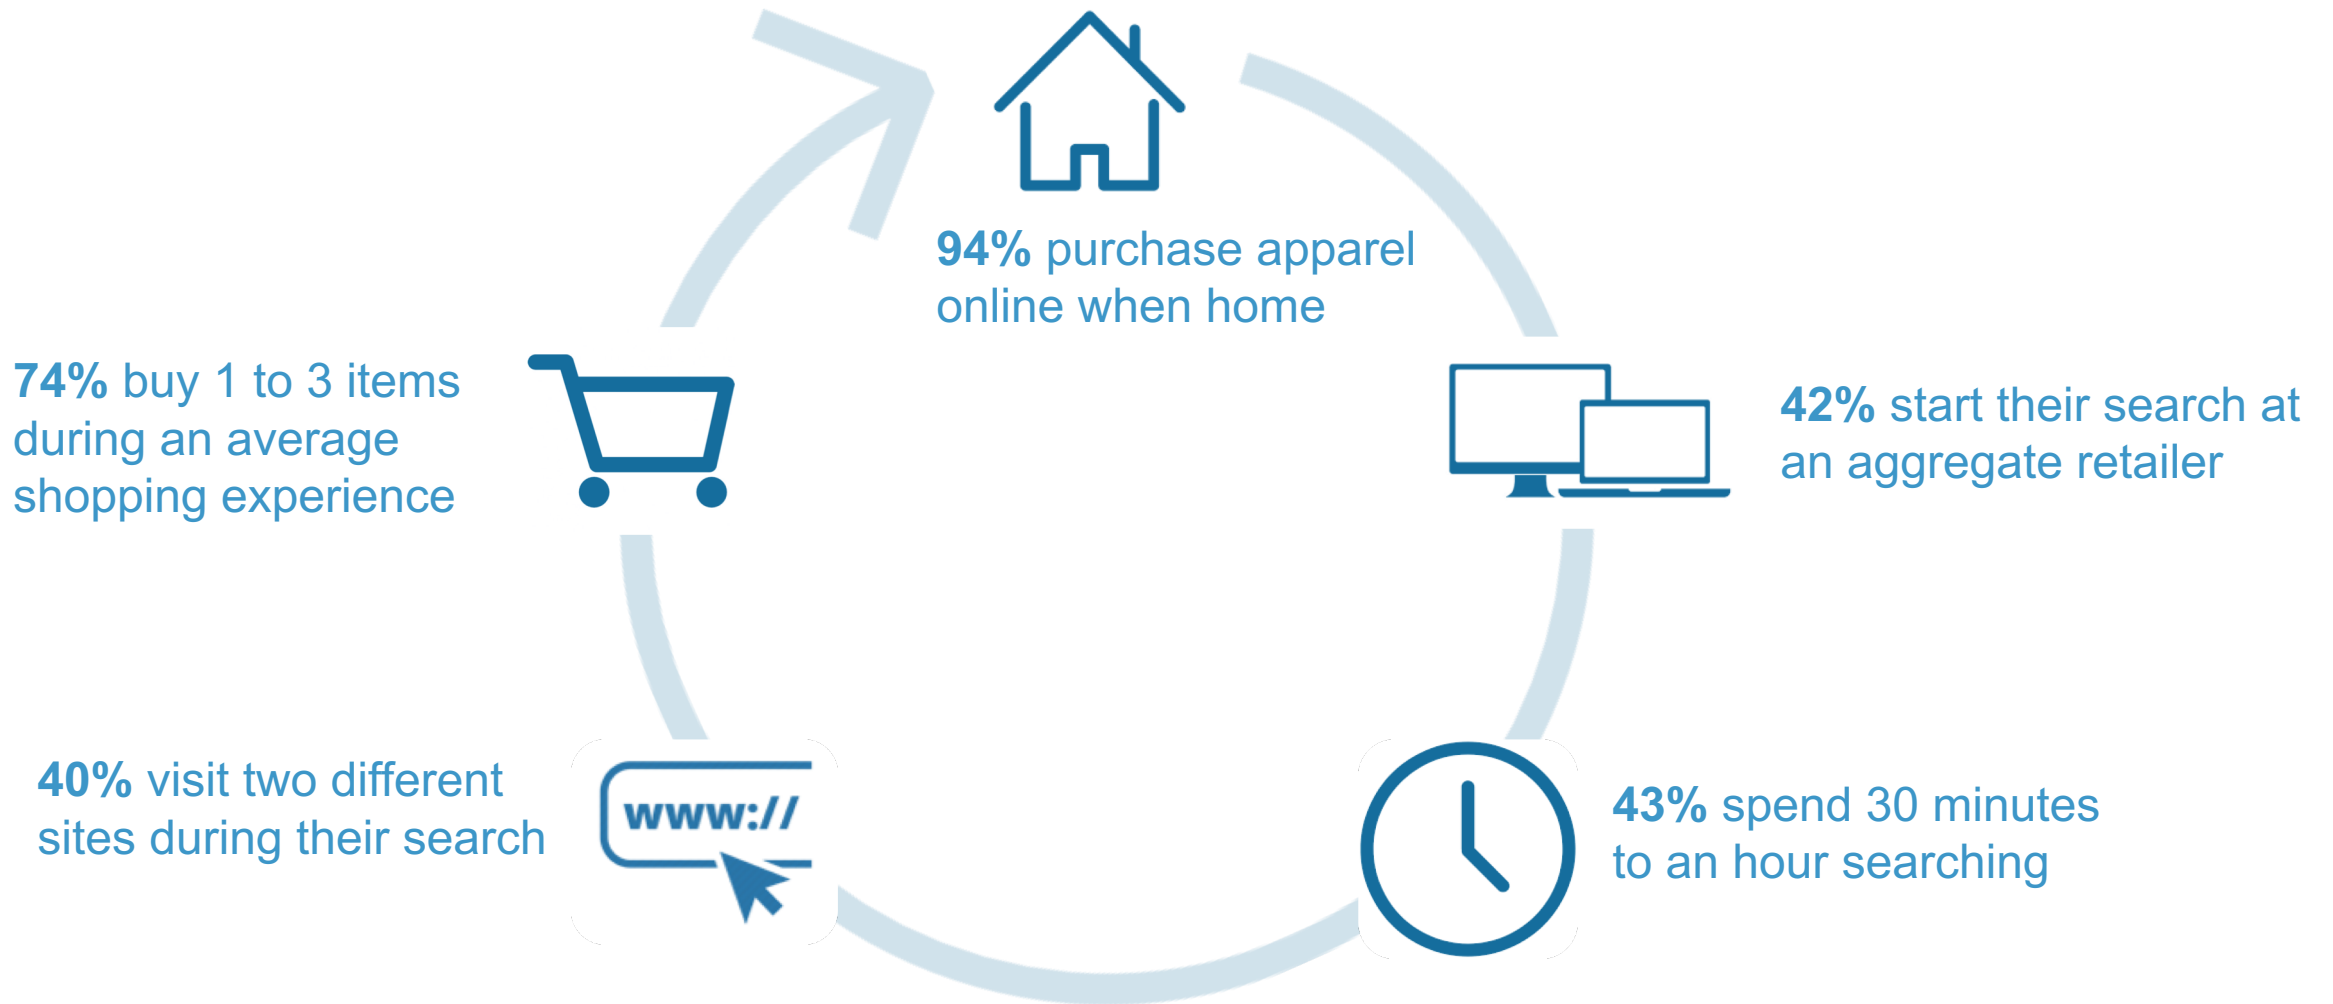 94% purchase apparel
online when home
42% start their search at
an aggregate retailer
43% spend 30 minutes
to an hour searching
40% visit two different
sites during their search
www://
74% buy 1 to 3 items
during an average
shopping experience